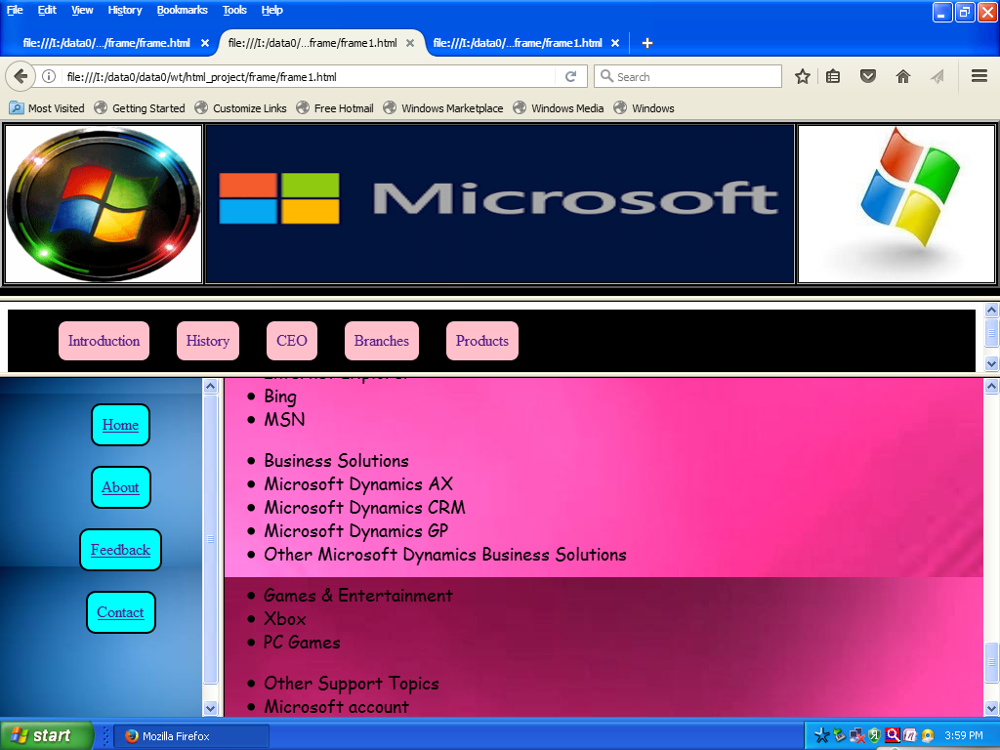 File Edit View History Bookmarks Tools Help
file:///I:/data0/.../frame/frame.html × file:///I:/data0/...frame/frame1.html × file:///I:/data0/...frame/frame1.html × +
file:///I:/data0/data0/wt/html_project/frame/frame1.html Search
Most Visited Getting Started Customize Links Free Hotmail Windows Marketplace Windows Media Windows
Microsoft
Introduction History CEO Branches Products
Home
About
Feedback
Contact
• Bing
• MSN
• Business Solutions
• Microsoft Dynamics AX
• Microsoft Dynamics CRM
• Microsoft Dynamics GP
• Other Microsoft Dynamics Business Solutions
• Games & Entertainment
• Xbox
• PC Games
• Other Support Topics
• Microsoft account
start Mozilla Firefox 3:59 PM